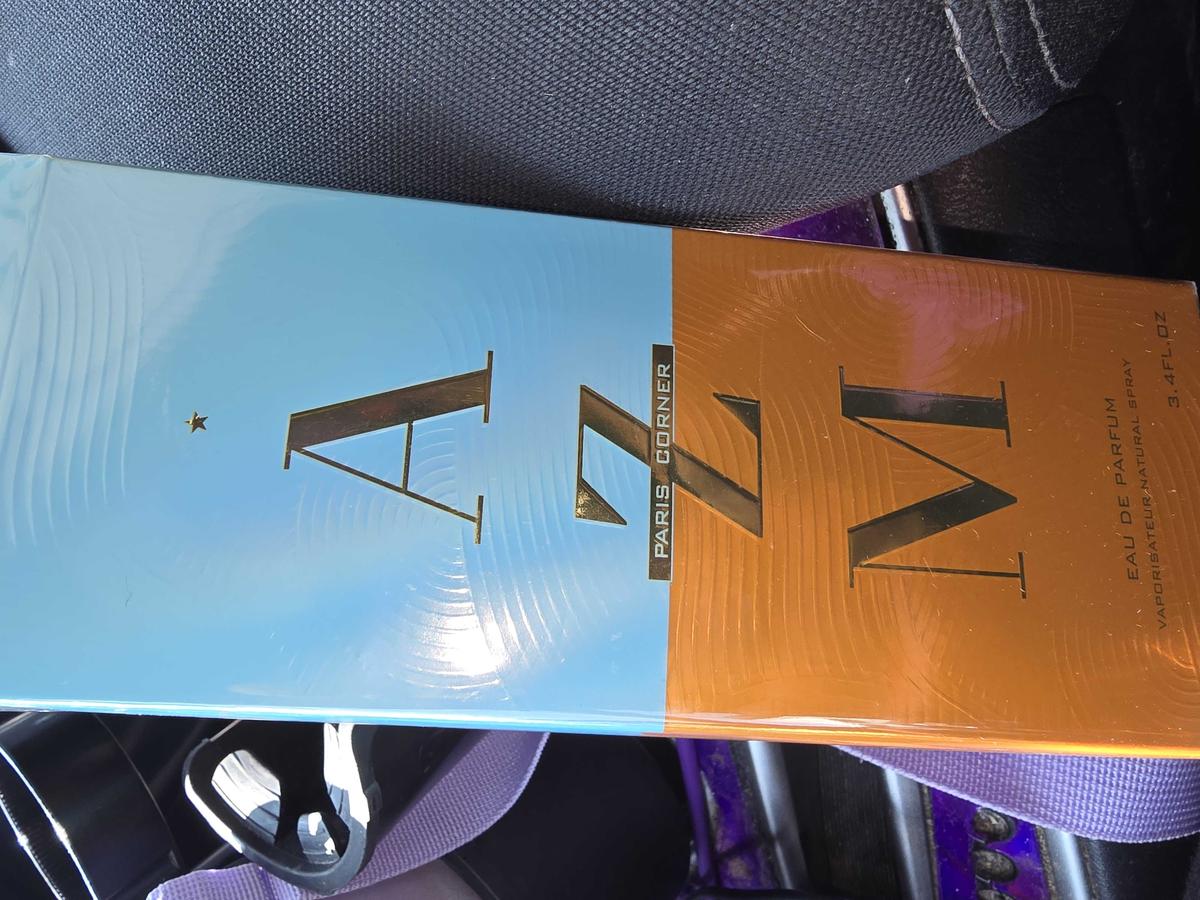 A
Z
PARIS CORNER
M
EAU DE PARFUM
VAPORISATEUR/NATURAL SPRAY
3.4FL.OZ